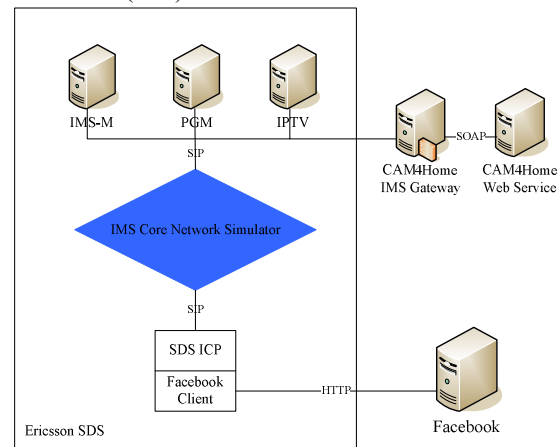 IMS-M
PGM
IPTV
SOAP
CAM4Home
IMS Gateway
CAM4Home
Web Service
SIP
IMS Core Network Simulator
SIP
SDS ICP
Facebook
Client
HTTP
Facebook
Ericsson SDS